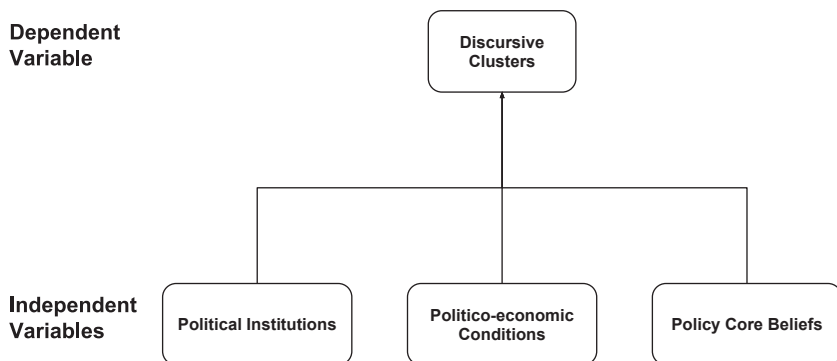 Dependent
Variable
Discursive
Clusters
Independent
Variables
Political Institutions
Politico-economic
Conditions
Policy Core Beliefs